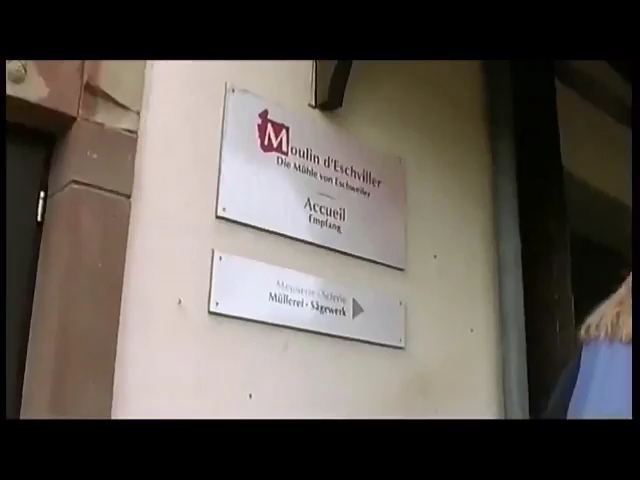 Moulin d'Eschviller
Die Mühle von Eschweiler
Accueil
Empfang
Meunerie - Scierie
Müllerei - Sägewerk